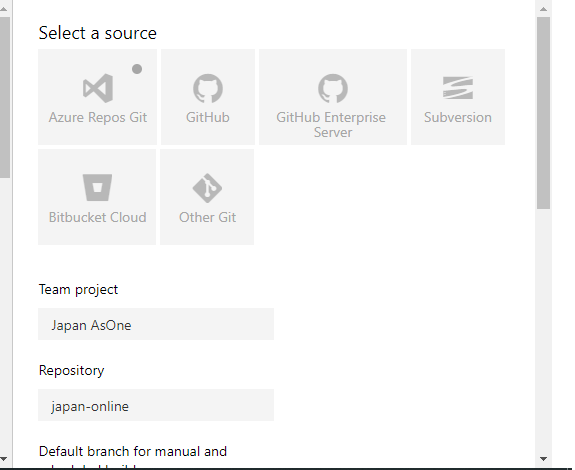 Select a source
Azure Repos Git
GitHub
GitHub Enterprise
Server
Subversion
Bitbucket Cloud
Other Git
Team project
Japan AsOne
Repository
japan-online
Default branch for manual and